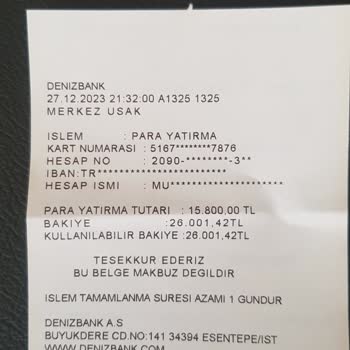 DENIZBANK
27.12.2023 21:32:00 A1325 1325
MERKEZ USAK
ISLEM : PARA YATIRMA
KART NUMARASI : 5167********7876
HESAP NO : 2090-********-3**
IBAN:TR************************
HESAP ISMI : MU********************
PARA YATIRMA TUTARI : 15.800,00 TL
BAKIYE :26.001,42TL
KULLANILABILIR BAKIYE :26.001,42TL
TESEKKUR EDERIZ
BU BELGE MAKBUZ DEGILDIR
ISLEM TAMAMLANMA SURESI AZAMI 1 GUNDUR
DENIZBANK A.S
BUYUKDERE CD.NO:141 34394 ESENTEPE/IST
WWW.DENIZBANK.COM